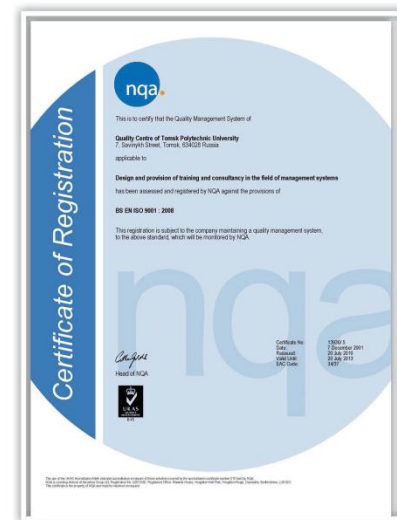 Certificate of Registration
nqa.
This is to certify that the Quality Management System of
Quality Centre of Tomsk Polytechnic University
7, Savinykh Street, Tomsk, 634028 Russia
applicable to
Design and provision of training and consultancy in the field of management systems
has been assessed and registered by NQA against the provisions of
BS EN ISO 9001 : 2008
This registration is subject to the company maintaining a quality management system,
to the above standard, which will be monitored by NQA
nqa
Head of NQA
Certificate No.
Date: 7 December 2001
Reissued: 20 July 2010
Valid Until: 20 July 2013
EAC Code:
UKAS